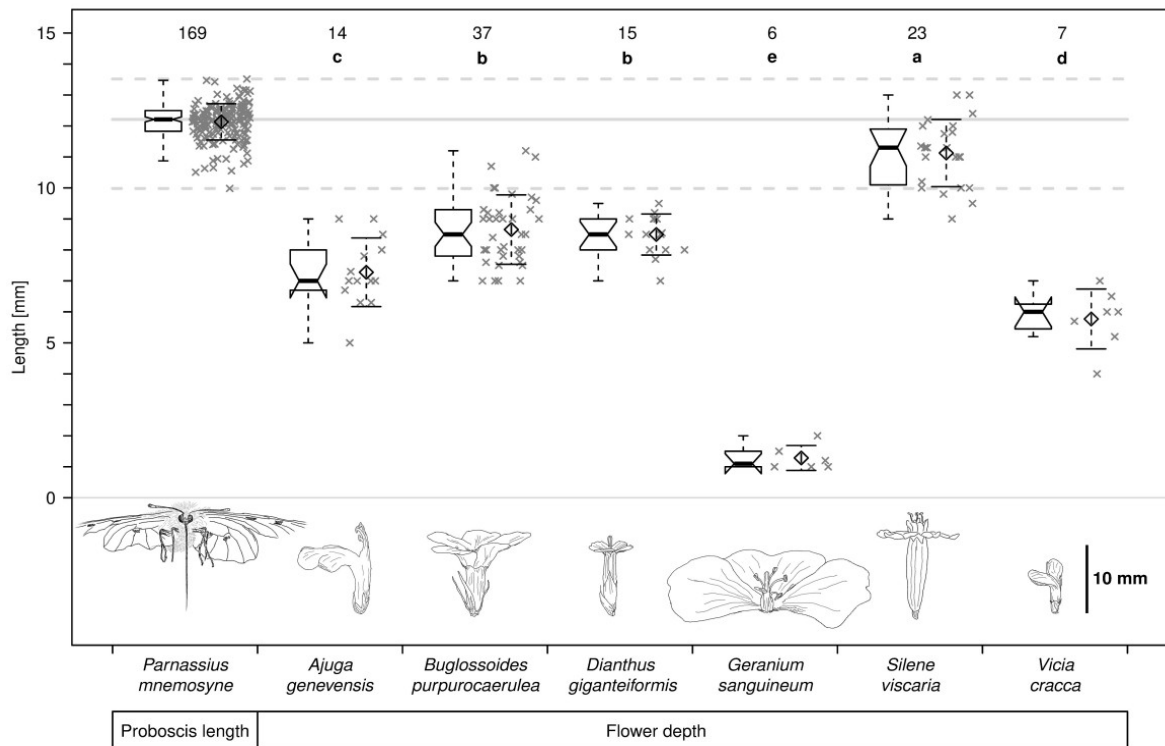 15
10
5
0
Length [mm]
169 14 37 15 6 23 7
c b b e a d
10 mm
Parnassius mnemosyne
Ajuga genevensis
Buglossoides purpurocaerulea
Dianthus giganteiformis
Geranium sanguineum
Silene viscaria
Vicia cracca
Proboscis length
Flower depth